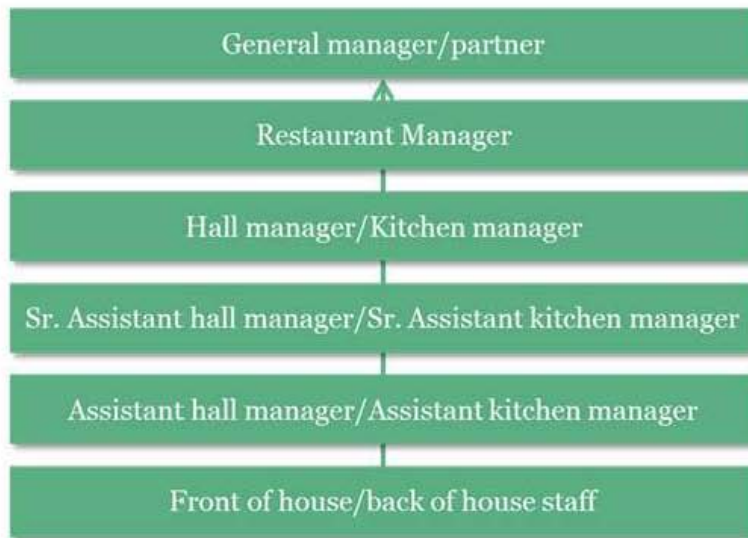 General manager/partner
Restaurant Manager
Hall manager/Kitchen manager
Sr. Assistant hall manager/Sr. Assistant kitchen manager
Assistant hall manager/Assistant kitchen manager
Front of house/back of house staff